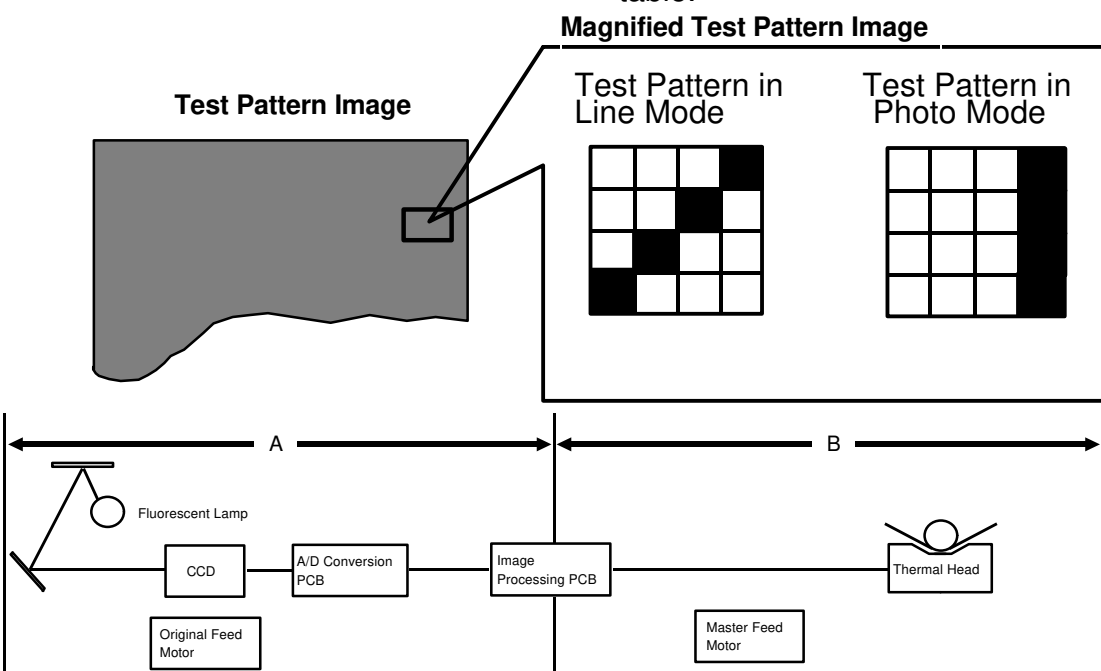 Magnified Test Pattern Image
Test Pattern Image
Test Pattern in
Line Mode
Test Pattern in
Photo Mode
A
B
Fluorescent Lamp
CCD
A/D Conversion
PCB
Image
Processing PCB
Thermal Head
Original Feed
Motor
Master Feed
Motor